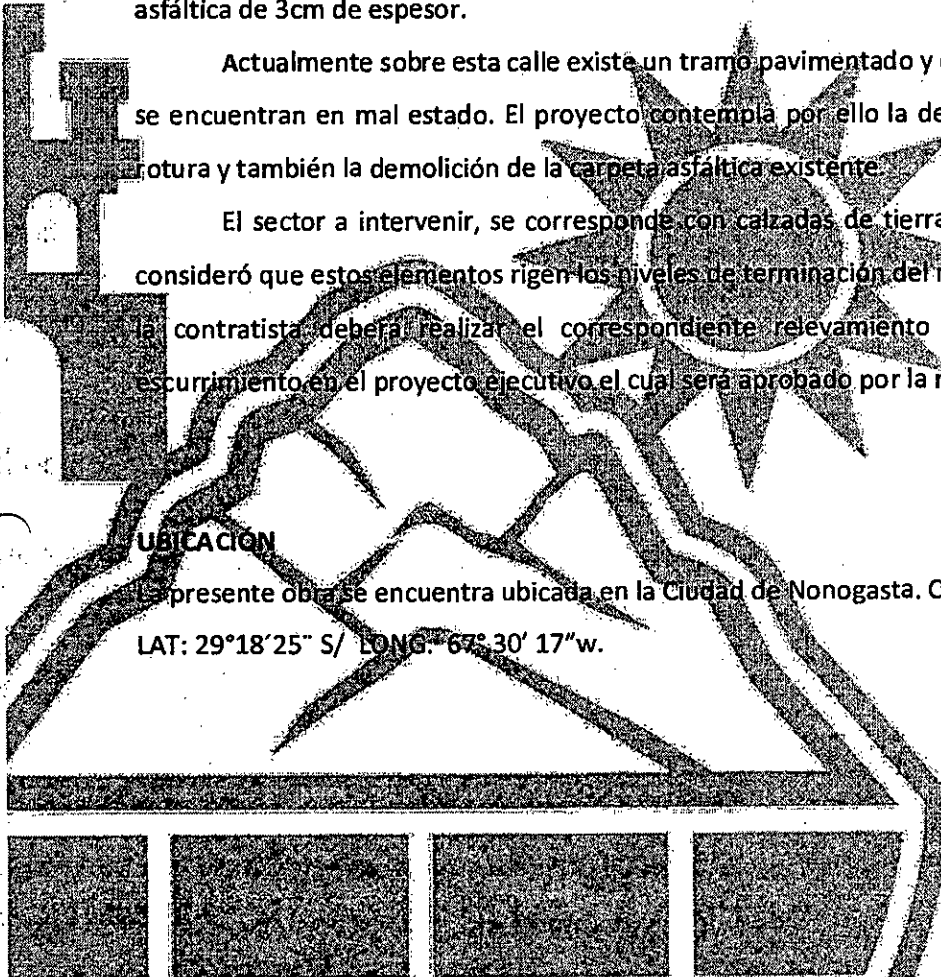 asfáltica de 3cm de espesor.
Actualmente sobre esta calle existe un tramo pavimentado y
se encuentran en mal estado. El proyecto contempla por ello la
rotura y también la demolición de la carpeta asfáltica existente.
El sector a intervenir, se corresponde con calzadas de tierra
consideró que estos elementos rigen los niveles de terminación del
la contratista deberá realizar el correspondiente relevamiento
escurrimiento en el proyecto ejecutivo el cual será aprobado por la
UBICACIÓN
La presente obra se encuentra ubicada en la Ciudad de Nonogasta.
LAT: 29°18´25¨ S/ LONG: 67° 30’ 17”w.